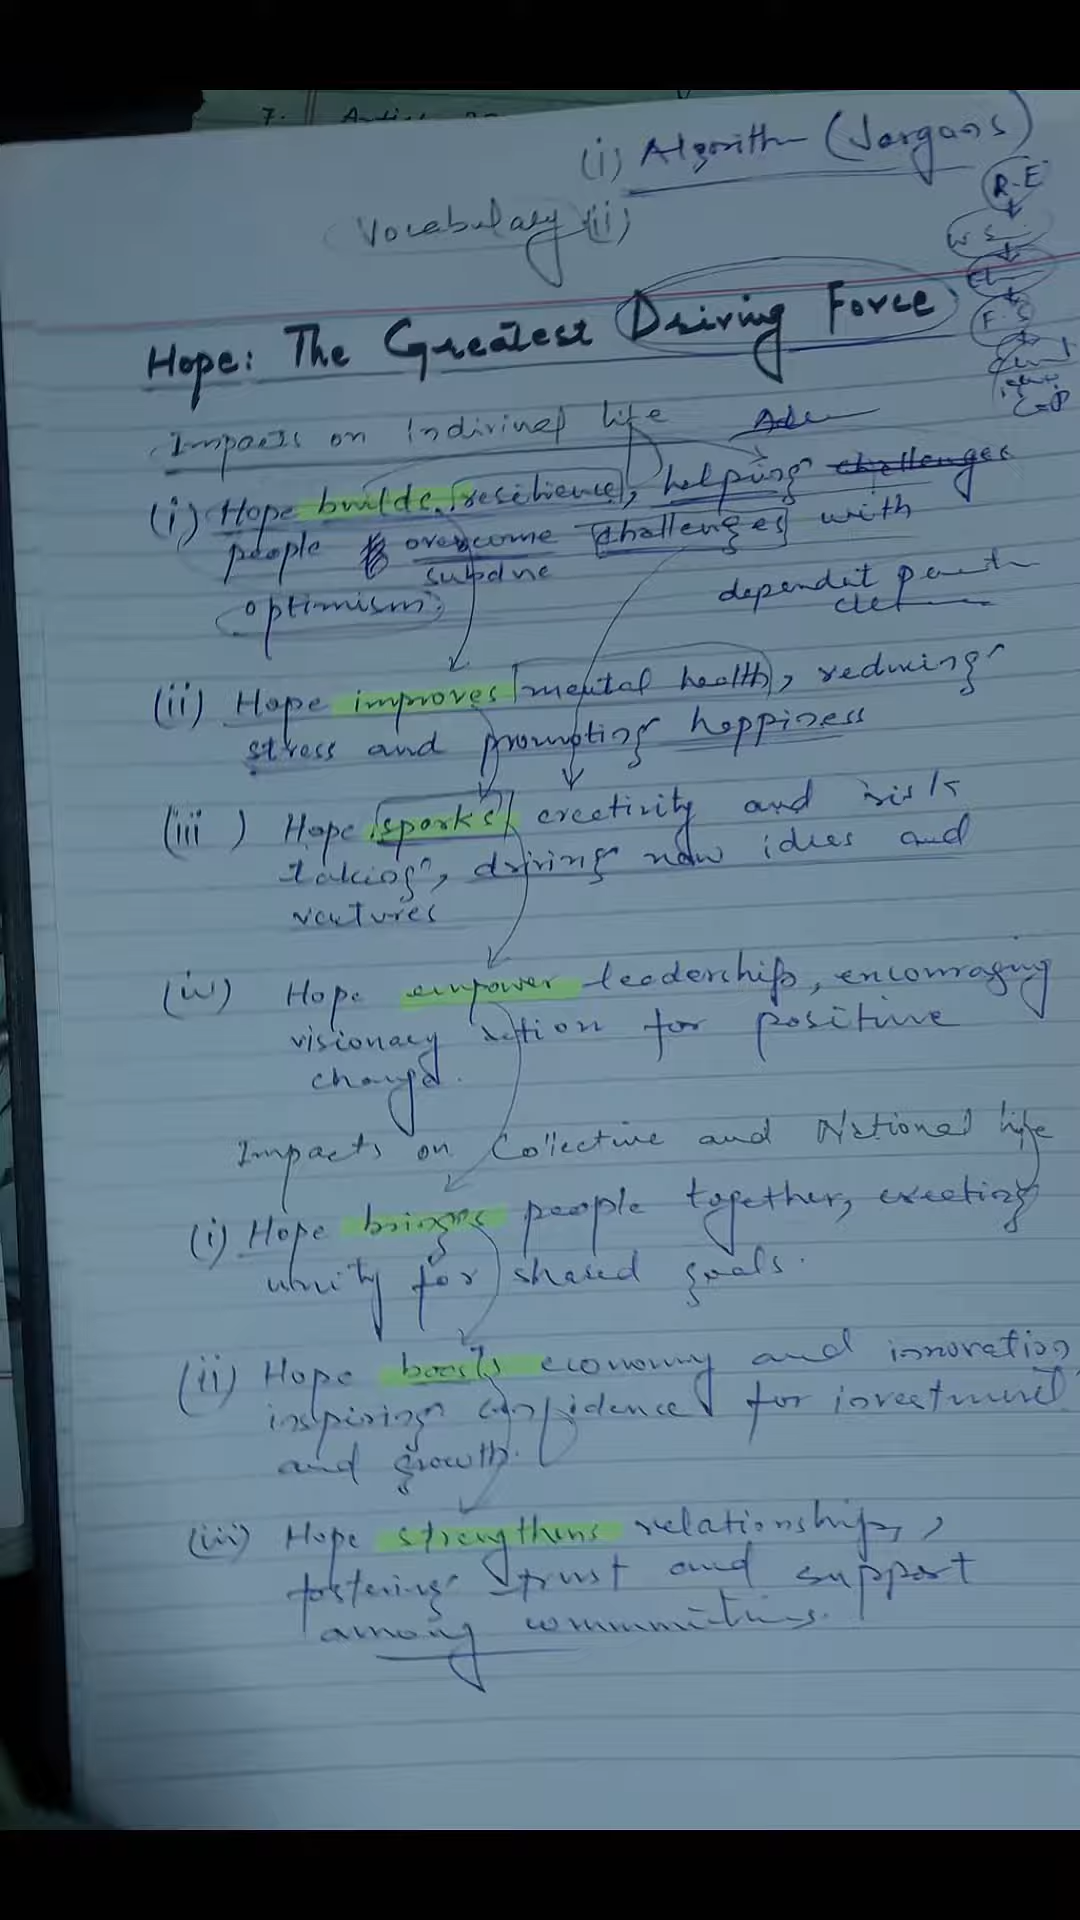 7.
(i) Algorith (Jargons)
R.E
Vocabulary (ii)
W S
F.S
Hope: The Greatest Driving Force
Impacts on Indivinal life
(i) Hope builds resilience, helping challenges
people overcome challenges with
subdue
optimism.
dependent
(ii) Hope improves mental health, reducing
stress and promoting happiness
(iii) Hope sparks creativity and risk
taking, driving new ideas and
ventures
(iv) Hope empower leadership, encouraging
visionary action for positive
change.
Impacts on Collective and National life
(i) Hope brings people together, creating
unity for shared goals.
(ii) Hope boosts economy and innovation
inspiring confidence for investment
and growth.
(iii) Hope strengthens relationships,
fostering trust and support
among communities.